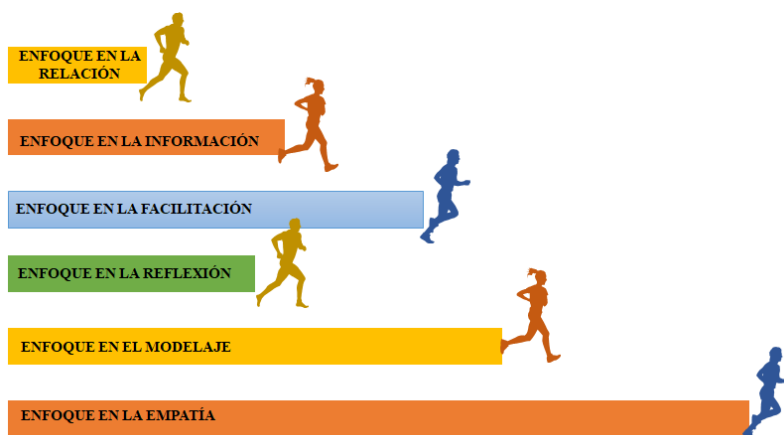 ENFOQUE EN LA
RELACIÓN
ENFOQUE EN LA INFORMACIÓN
ENFOQUE EN LA FACILITACIÓN
ENFOQUE EN LA REFLEXIÓN
ENFOQUE EN EL MODELAJE
ENFOQUE EN LA EMPATÍA